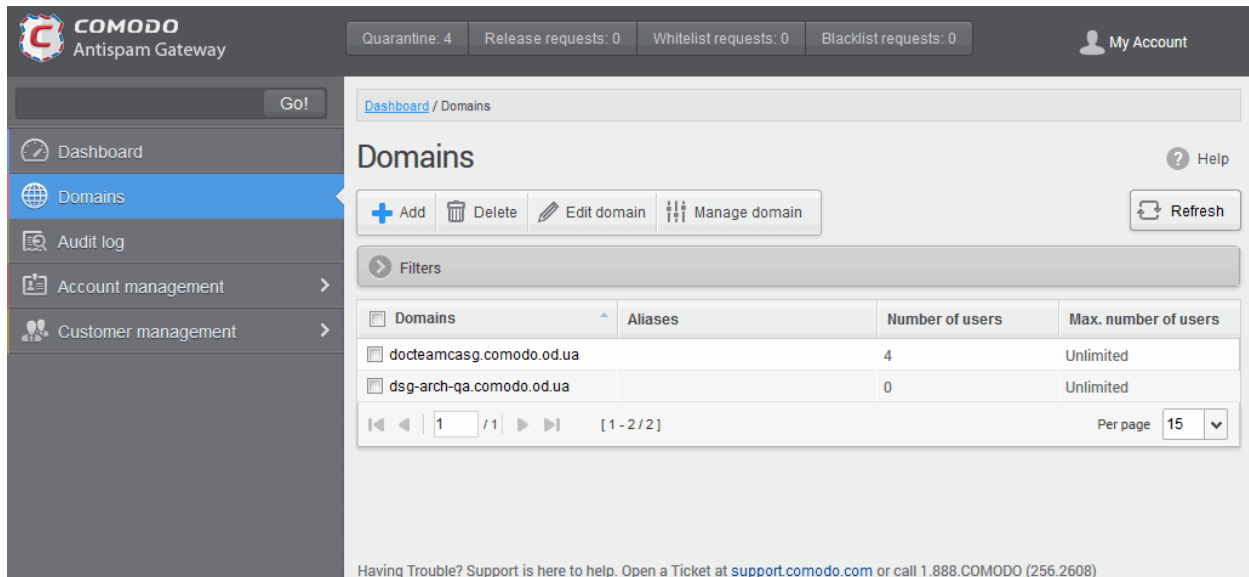 COMODO
Antispam Gateway
Quarantine: 4 Release requests: 0 Whitelist requests: 0 Blacklist requests: 0
My Account
Go!
Dashboard
Domains
Audit log
Account management
Customer management
Dashboard / Domains
Domains
Help
Add Delete Edit domain Manage domain
Refresh
Filters
Domains Aliases Number of users Max. number of users
docteamcasg.comodo.od.ua 4 Unlimited
dsg-arch-qa.comodo.od.ua 0 Unlimited
1 / 1 [ 1 - 2 / 2 ] Per page 15
Having Trouble? Support is here to help. Open a Ticket at support.comodo.com or call 1.888.COMODO (256.2608)